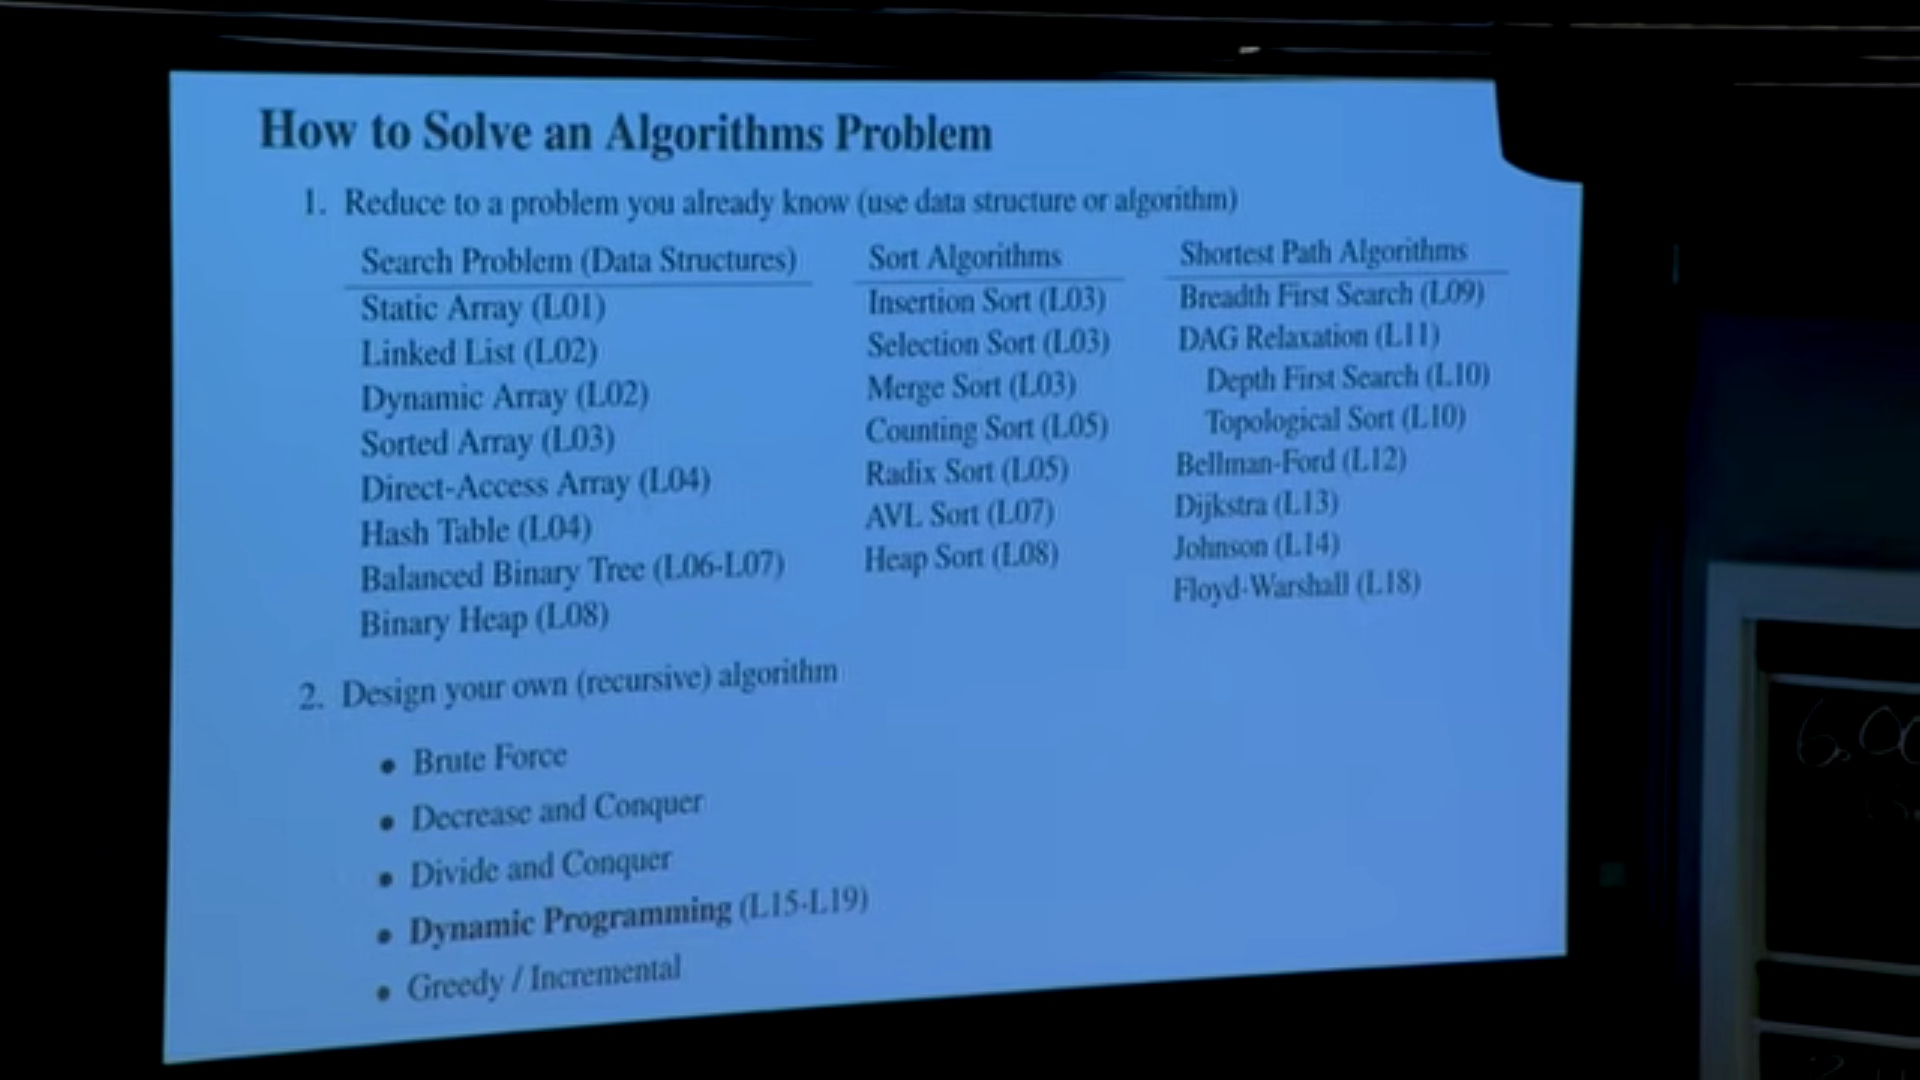 How to Solve an Algorithms Problem
1. Reduce to a problem you already know (use data structure or algorithm)
Search Problem (Data Structures)
Static Array (L01)
Linked List (L02)
Dynamic Array (L02)
Sorted Array (L03)
Direct-Access Array (L04)
Hash Table (L04)
Balanced Binary Tree (L06-L07)
Binary Heap (L08)
Sort Algorithms
Insertion Sort (L03)
Selection Sort (L03)
Merge Sort (L03)
Counting Sort (L05)
Radix Sort (L05)
AVL Sort (L07)
Heap Sort (L08)
Shortest Path Algorithms
Breadth First Search (L09)
DAG Relaxation (L11)
Depth First Search (L10)
Topological Sort (L10)
Bellman-Ford (L12)
Dijkstra (L13)
Johnson (L14)
Floyd-Warshall (L18)
2. Design your own (recursive) algorithm
• Brute Force
• Decrease and Conquer
• Divide and Conquer
• Dynamic Programming (L15-L19)
• Greedy / Incremental
6.00